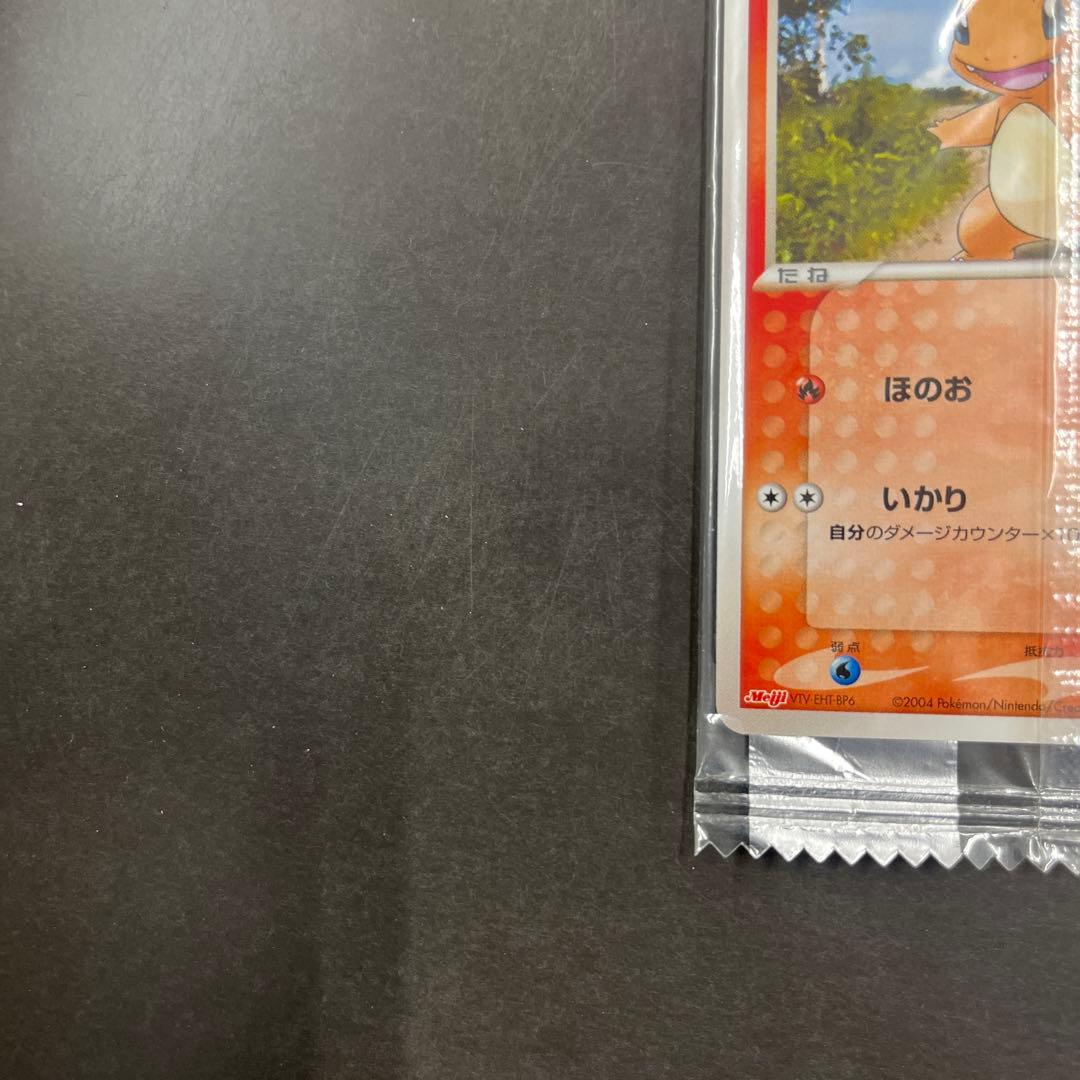 たね
ほのお
いかり
自分のダメージカウンター×10
弱点 抵抗力
Meiji VTV-EHT-BP6 ©2004 Pokémon/Nintendo/Crea